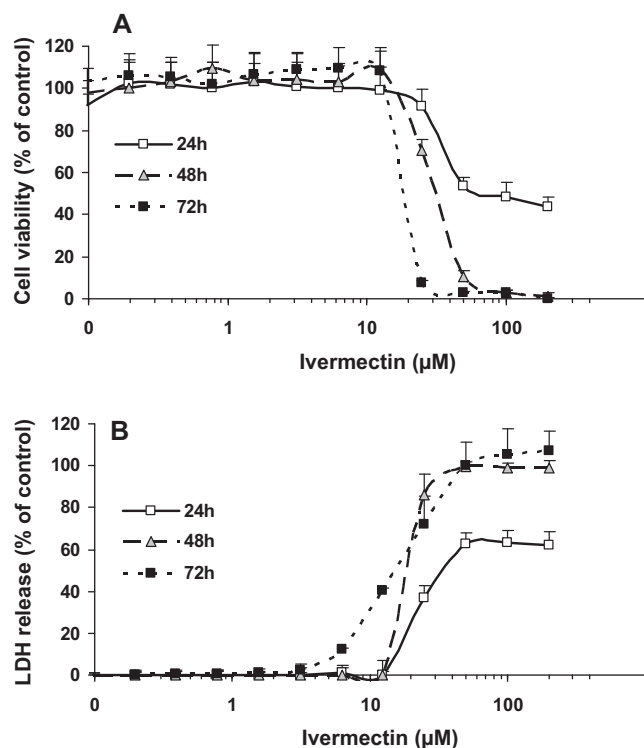 A
Cell viability (% of control)
120
100
80
60
40
20
0
24h
48h
72h
0 1 10 100
Ivermectin (µM)
B
LDH release (% of control)
120
100
80
60
40
20
0
24h
48h
72h
0 1 10 100
Ivermectin (µM)